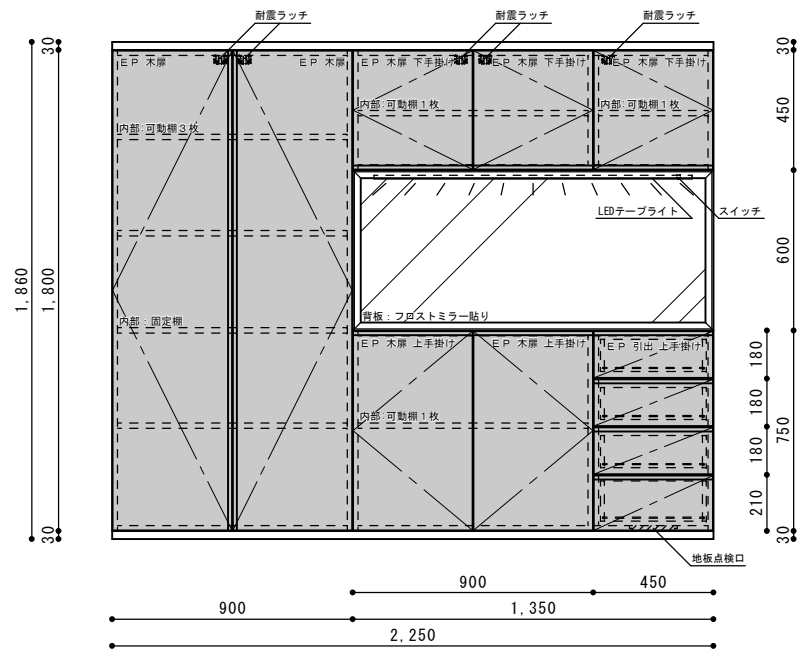 耐震ラッチ
耐震ラッチ
耐震ラッチ
ＥＰ 木扉
ＥＰ 木扉
ＥＰ 木扉 下手掛け
ＥＰ 木扉 下手掛け
ＥＰ 木扉 下手掛け
内部:可動棚３枚
内部:可動棚１枚
内部:可動棚１枚
LEDテープライト
スイッチ
内部：固定棚
背板：フロストミラー貼り
ＥＰ 木扉 上手掛け
ＥＰ 木扉 上手掛け
ＥＰ 引出 上手掛け
内部:可動棚１枚
地板点検口
30
1,860
1,800
30
30
450
600
750
30
180
180
180
210
900
450
900
1,350
2,250